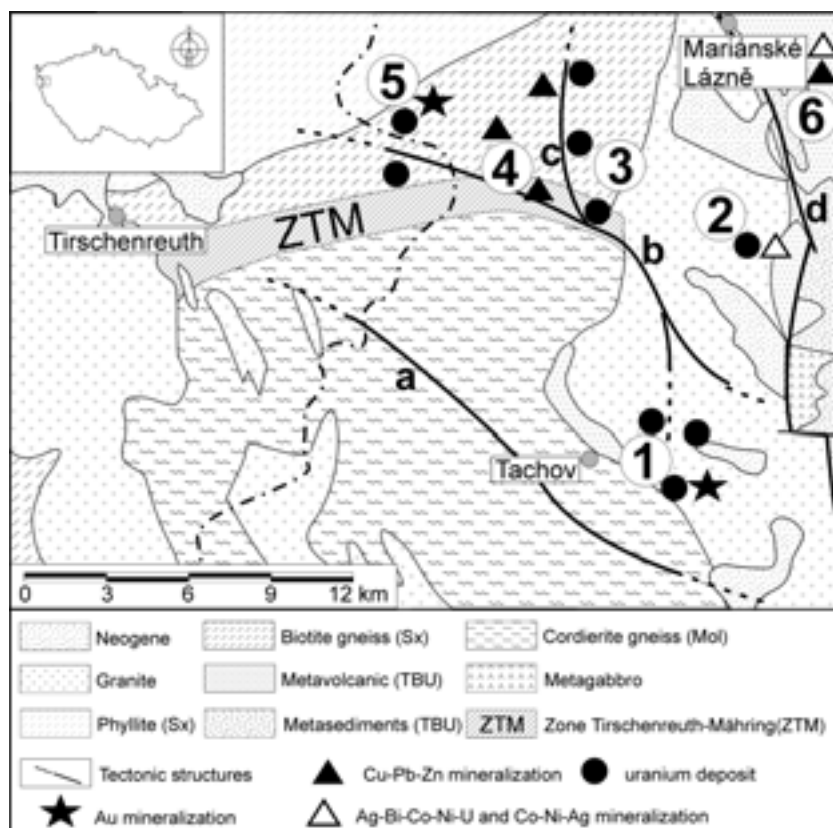 Mariánské
Lázně
5
6
c
4
3
d
2
ZTM
Tirschenreuth
b
a
1
Tachov
0 3 6 9 12 km
Neogene
Biotite gneiss (Sx)
Cordierite gneiss (Mol)
Granite
Metavolcanic (TBU)
Metagabbro
Phyllite (Sx)
Metasediments (TBU)
ZTM Zone Tirschenreuth-Mähring(ZTM)
Tectonic structures
Cu-Pb-Zn mineralization
uranium deposit
Au mineralization
Ag-Bi-Co-Ni-U and Co-Ni-Ag mineralization